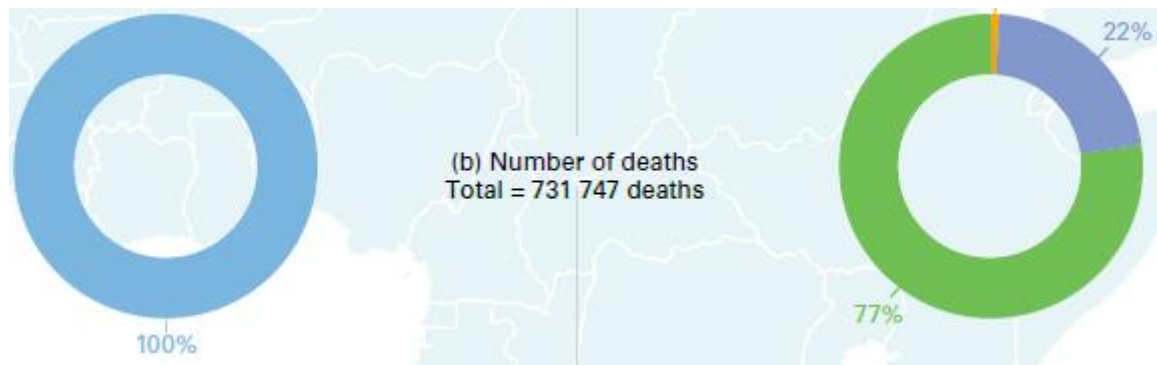 22%
(b) Number of deaths
Total = 731 747 deaths
77%
100%